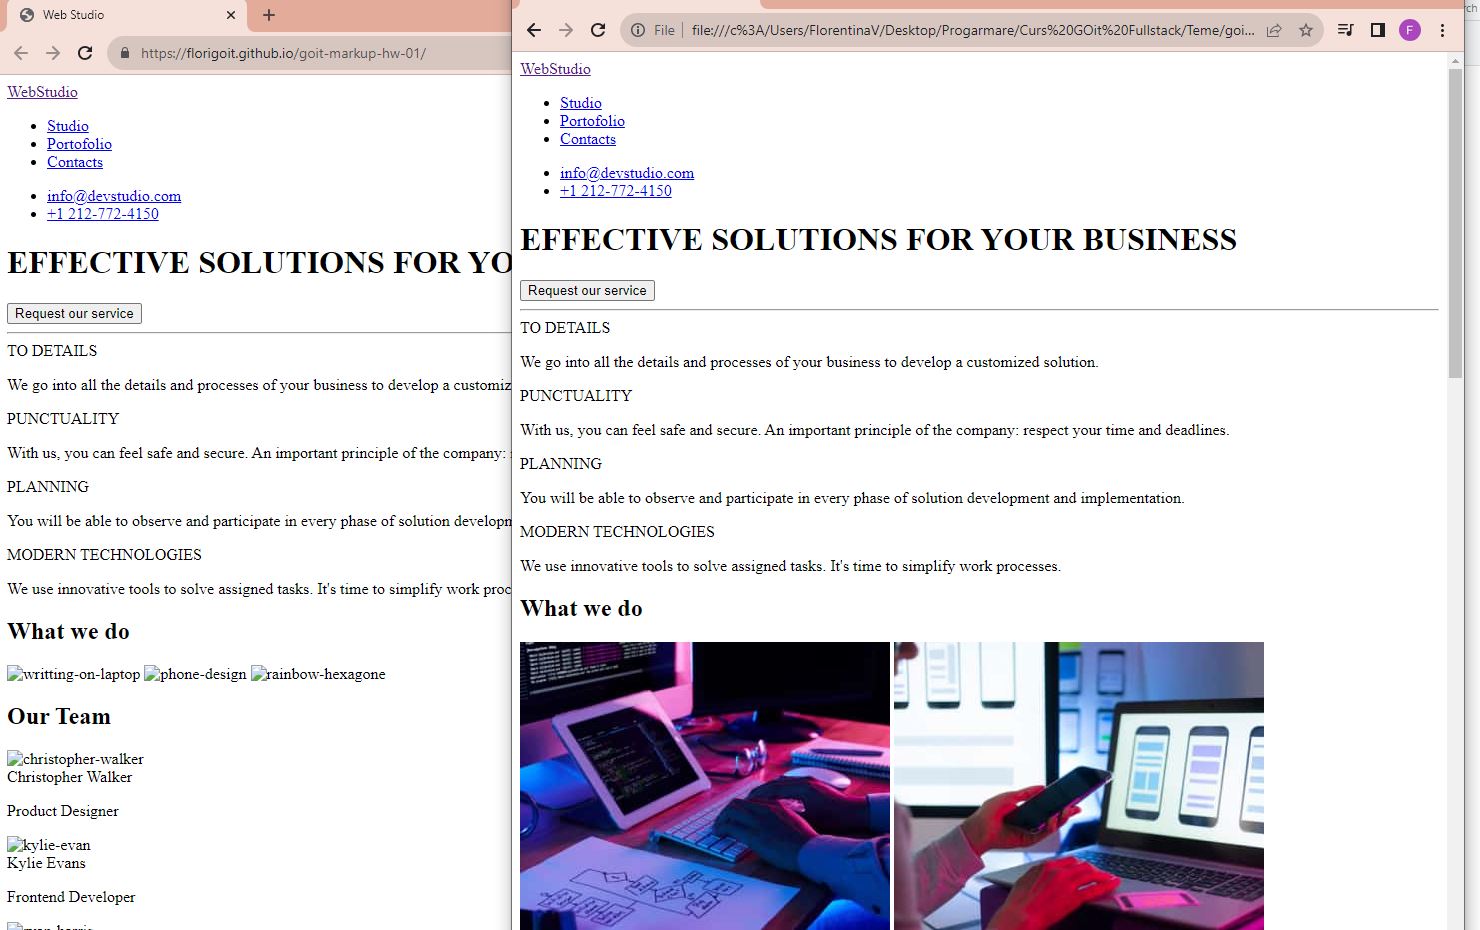 Web Studio
https://florigoit.github.io/goit-markup-hw-01/
WebStudio
Studio
Portofolio
Contacts
info@devstudio.com
+1 212-772-4150
EFFECTIVE SOLUTIONS FOR YO
Request our service
TO DETAILS
We go into all the details and processes of your business to develop a customiz
PUNCTUALITY
With us, you can feel safe and secure. An important principle of the company:
PLANNING
You will be able to observe and participate in every phase of solution developm
MODERN TECHNOLOGIES
We use innovative tools to solve assigned tasks. It's time to simplify work proc
What we do
writting-on-laptop phone-design rainbow-hexagone
Our Team
christopher-walker
Christopher Walker
Product Designer
kylie-evan
Kylie Evans
Frontend Developer
File file:///c%3A/Users/FlorentinaV/Desktop/Progarmare/Curs%20GOit%20Fullstack/Teme/goi... F
WebStudio
Studio
Portofolio
Contacts
info@devstudio.com
+1 212-772-4150
EFFECTIVE SOLUTIONS FOR YOUR BUSINESS
Request our service
TO DETAILS
We go into all the details and processes of your business to develop a customized solution.
PUNCTUALITY
With us, you can feel safe and secure. An important principle of the company: respect your time and deadlines.
PLANNING
You will be able to observe and participate in every phase of solution development and implementation.
MODERN TECHNOLOGIES
We use innovative tools to solve assigned tasks. It's time to simplify work processes.
What we do